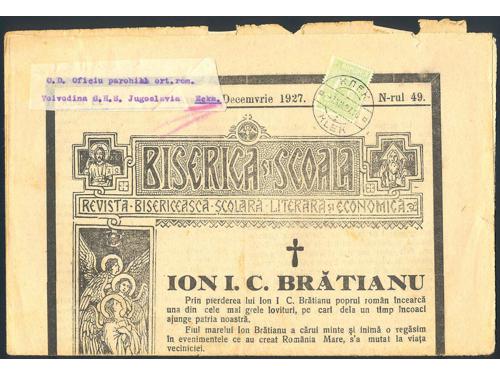 O.D. Oficiu parohial ort.rom.
Voivodina S.H.S. Jugoslavia Ecka.
Decemvrie 1927.
N-rul 49.
КЛЕК
KLEK
BISERICA ȘI ȘCOALA
REVISTA BISERICEASCĂ ȘCOLARĂ LITERARĂ ȘI ECONOMICĂ
ION I. C. BRĂTIANU
Prin pierderea lui Ion I C. Brătianu poprul român încearcă
una din cele mai grele lovituri, pe cari dela un timp încoaci
ajunge patria noastră.
Fiul marelui Ion Brătianu a cărui minte și inimă o regăsim
în evenimentele ce au creat România Mare, s'a mutat la viața
veciniciei.